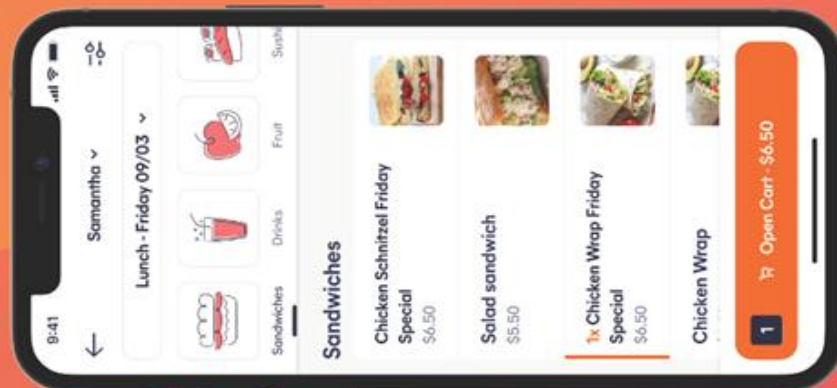 9:41
Samantha
Lunch - Friday 09/03
Sandwiches
Drinks
Fruit
Sushi
Sandwiches
Chicken Schnitzel Friday
Special
$6.50
Salad sandwich
$5.50
1x Chicken Wrap Friday
Special
$6.50
Chicken Wrap
1
Open Cart - $6.50